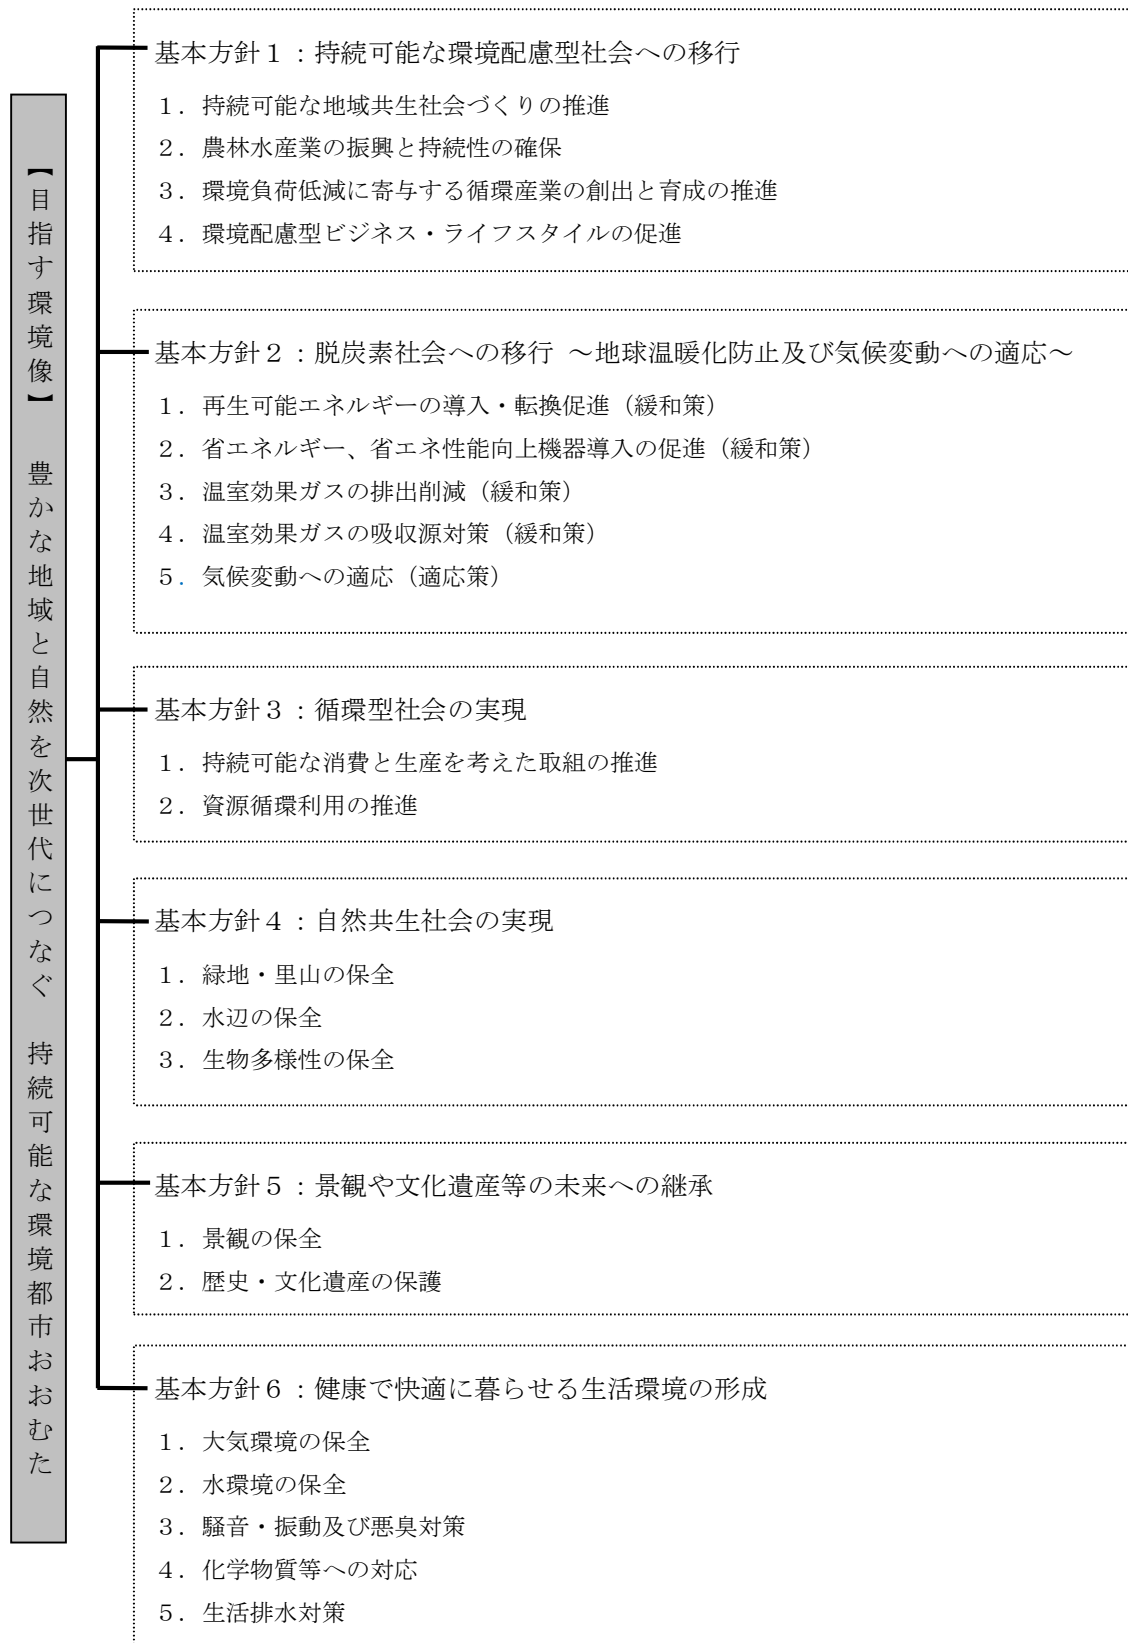 【目指す環境像】 豊かな地域と自然を次世代につなぐ 持続可能な環境都市おおむた
基本方針１：持続可能な環境配慮型社会への移行
１．持続可能な地域共生社会づくりの推進
２．農林水産業の振興と持続性の確保
３．環境負荷低減に寄与する循環産業の創出と育成の推進
４．環境配慮型ビジネス・ライフスタイルの促進
基本方針２：脱炭素社会への移行 ～地球温暖化防止及び気候変動への適応～
１．再生可能エネルギーの導入・転換促進（緩和策）
２．省エネルギー、省エネ性能向上機器導入の促進（緩和策）
３．温室効果ガスの排出削減（緩和策）
４．温室効果ガスの吸収源対策（緩和策）
５．気候変動への適応（適応策）
基本方針３：循環型社会の実現
１．持続可能な消費と生産を考えた取組の推進
２．資源循環利用の推進
基本方針４：自然共生社会の実現
１．緑地・里山の保全
２．水辺の保全
３．生物多様性の保全
基本方針５：景観や文化遺産等の未来への継承
１．景観の保全
２．歴史・文化遺産の保護
基本方針６：健康で快適に暮らせる生活環境の形成
１．大気環境の保全
２．水環境の保全
３．騒音・振動及び悪臭対策
４．化学物質等への対応
５．生活排水対策